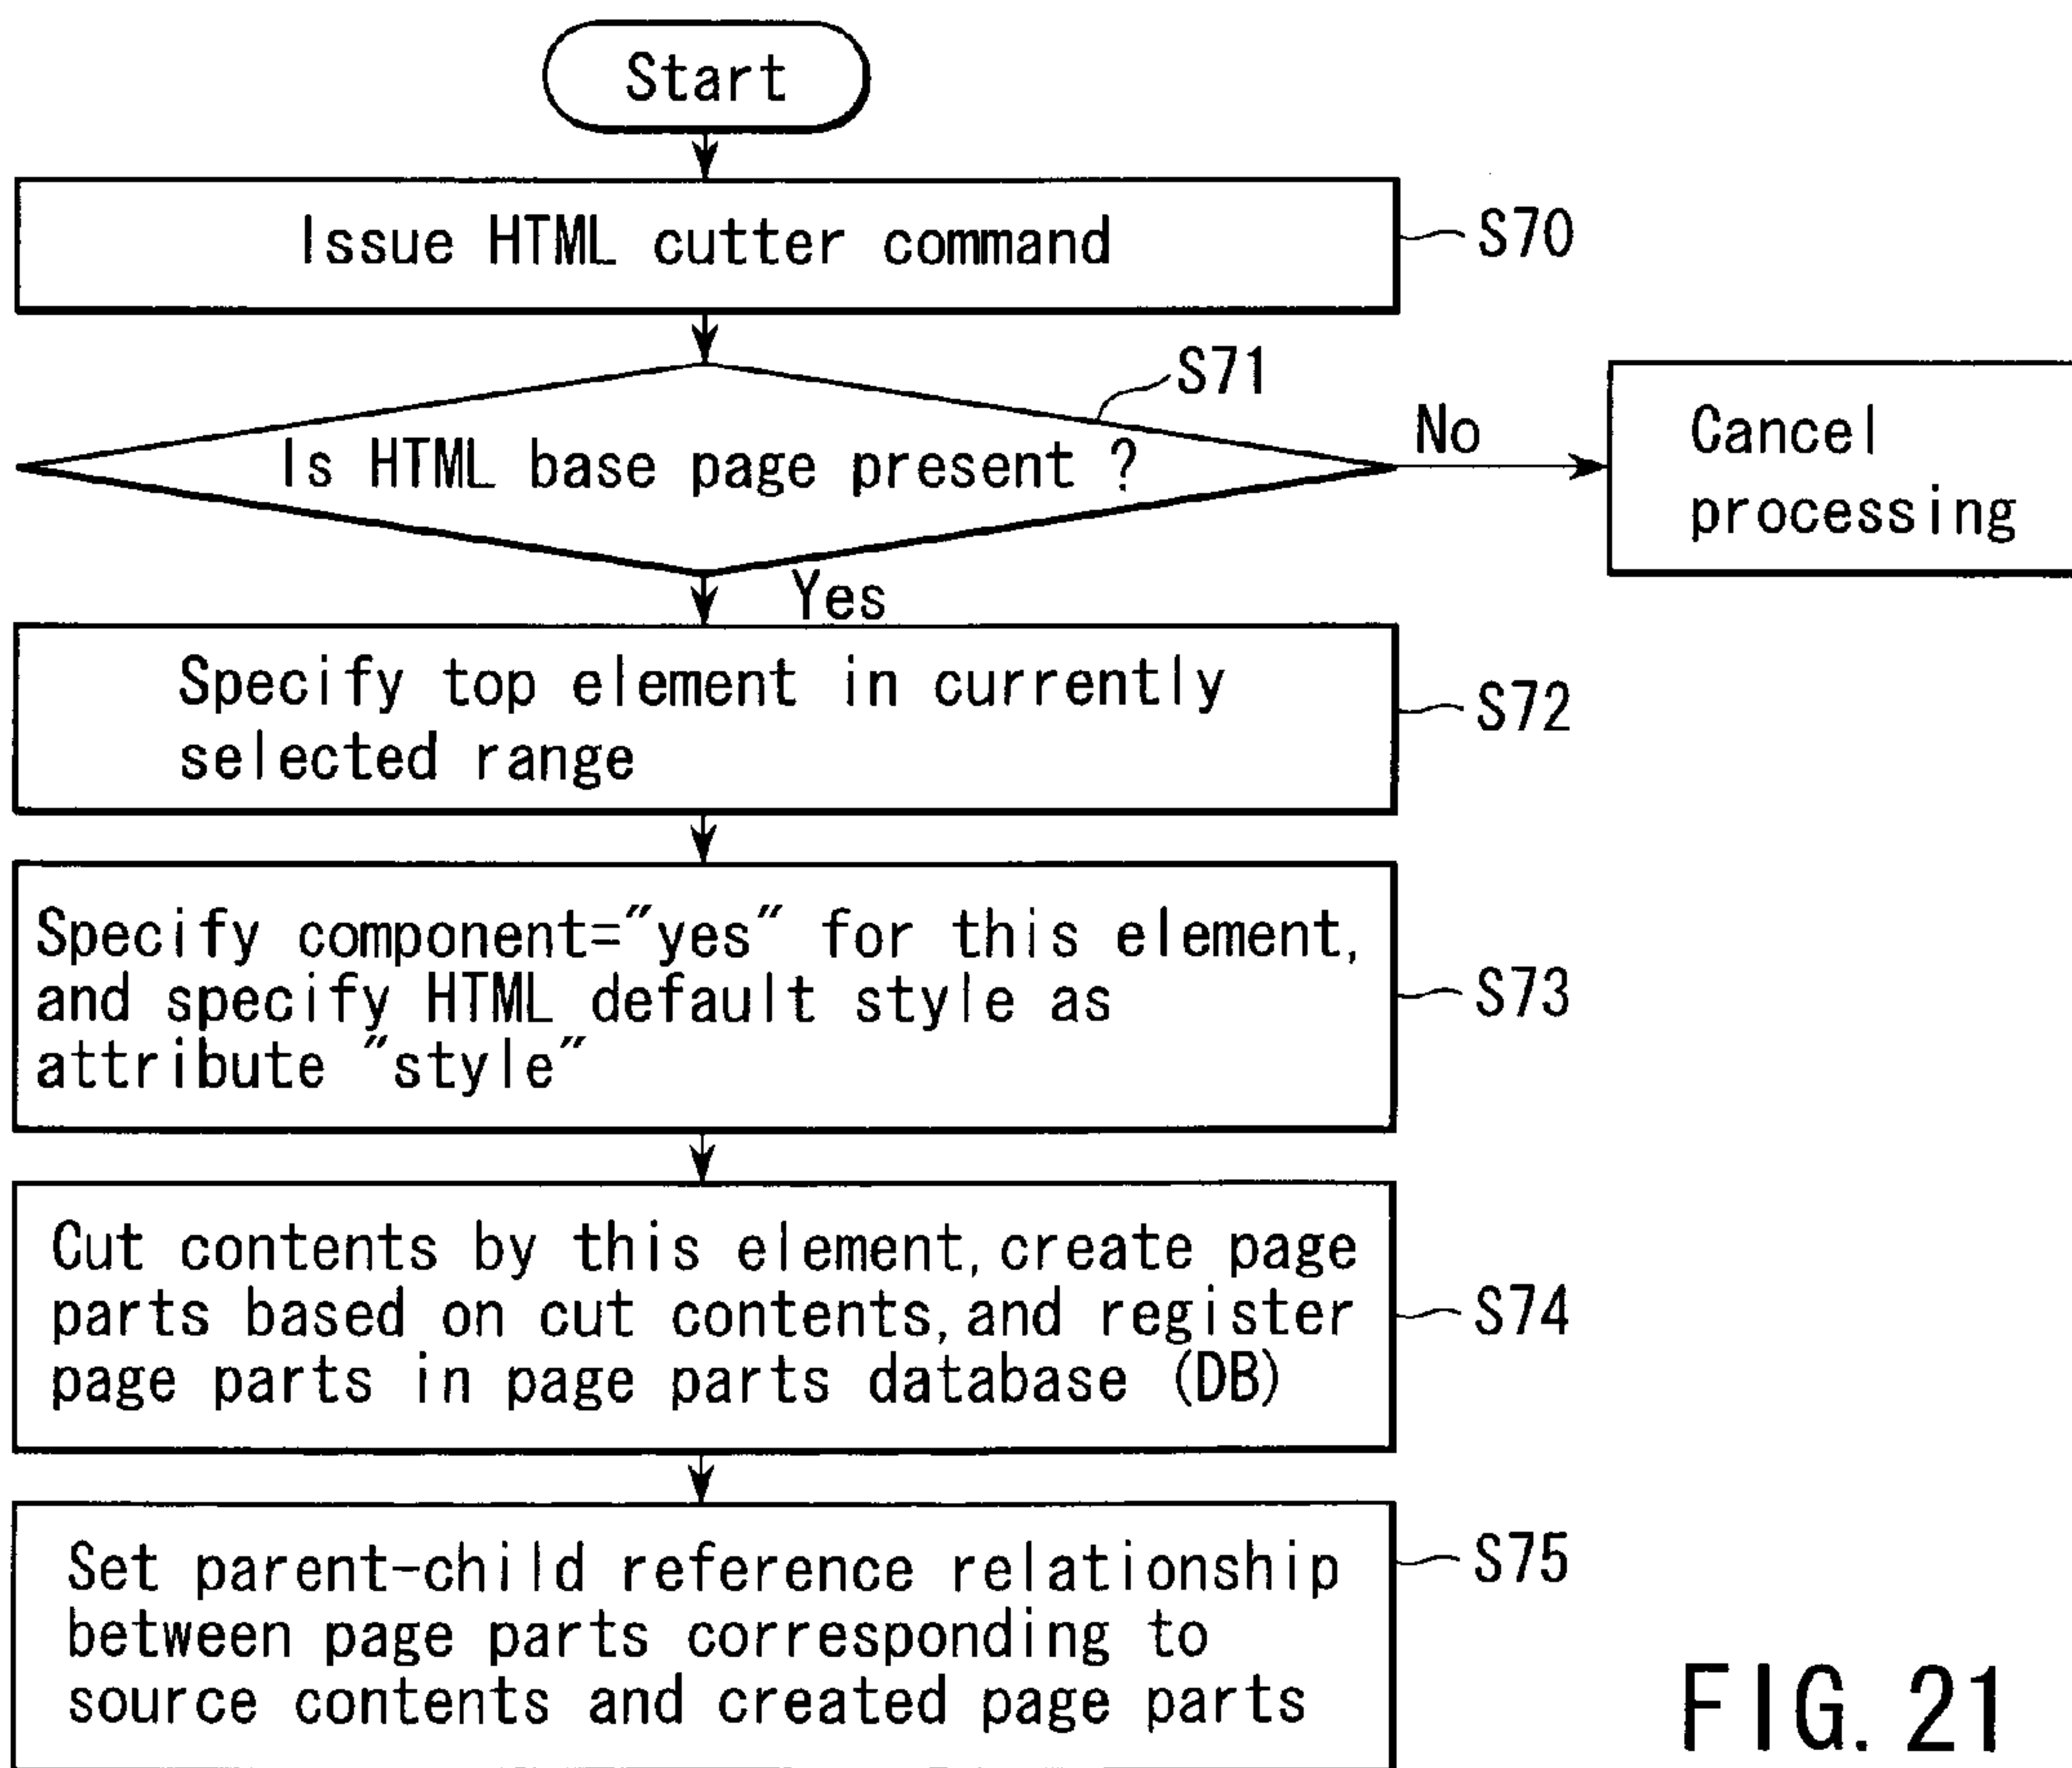 Start
Issue HTML cutter command
S70
S71
Is HTML base page present ?
No
Cancel
processing
Yes
Specify top element in currently
selected range
S72
Specify component="yes" for this element,
and specify HTML default style as
attribute "style"
S73
Cut contents by this element, create page
parts based on cut contents, and register
page parts in page parts database (DB)
S74
Set parent-child reference relationship
between page parts corresponding to
source contents and created page parts
S75
FIG. 21